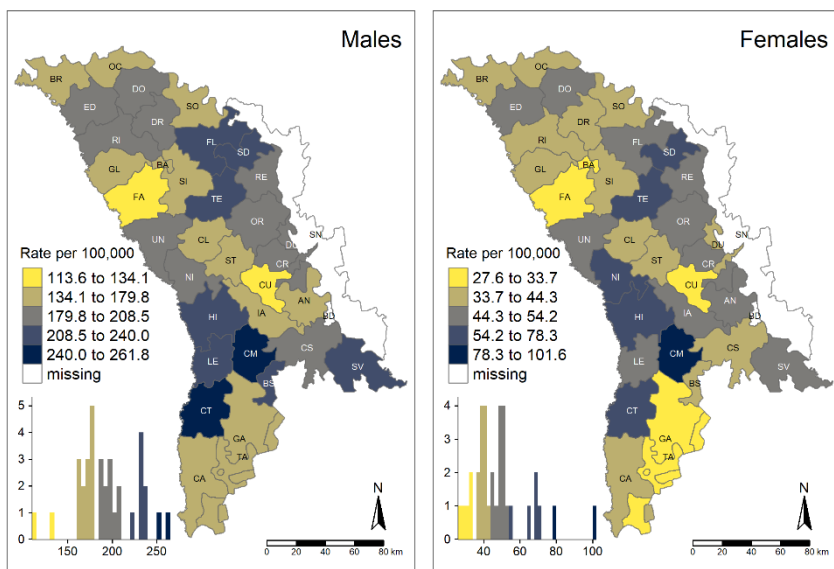 Males
OC
BR
DO
SO
ED
DR
RI
FL
SD
GL
BA
RE
SI
FA
TE
OR
UN
CL
SN
DU
ST
CR
NI
CU
AN
HI
IA
BD
LE
CM
CS
SV
BS
CT
GA
TA
CA
Rate per 100,000
113.6 to 134.1
134.1 to 179.8
179.8 to 208.5
208.5 to 240.0
240.0 to 261.8
missing
5
4
3
2
1
0
150 200 250
N
0 20 40 60 80 km
Females
OC
BR
DO
SO
ED
DR
RI
FL
SD
GL
BA
RE
SI
FA
TE
OR
UN
CL
SN
DU
ST
CR
NI
CU
AN
HI
IA
BD
LE
CM
CS
SV
BS
CT
GA
TA
CA
Rate per 100,000
27.6 to 33.7
33.7 to 44.3
44.3 to 54.2
54.2 to 78.3
78.3 to 101.6
missing
4
3
2
1
0
40 60 80 100
N
0 20 40 60 80 km